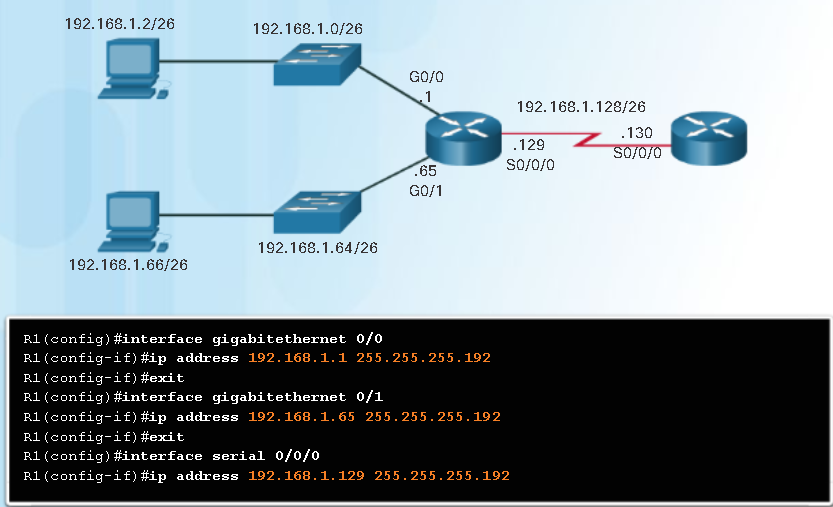 192.168.1.2/26
192.168.1.0/26
G0/0
.1
192.168.1.128/26
.129
S0/0/0
.130
S0/0/0
.65
G0/1
192.168.1.64/26
192.168.1.66/26
R1(config)#interface gigabitethernet 0/0
R1(config-if)#ip address 192.168.1.1 255.255.255.192
R1(config-if)#exit
R1(config)#interface gigabitethernet 0/1
R1(config-if)#ip address 192.168.1.65 255.255.255.192
R1(config-if)#exit
R1(config)#interface serial 0/0/0
R1(config-if)#ip address 192.168.1.129 255.255.255.192